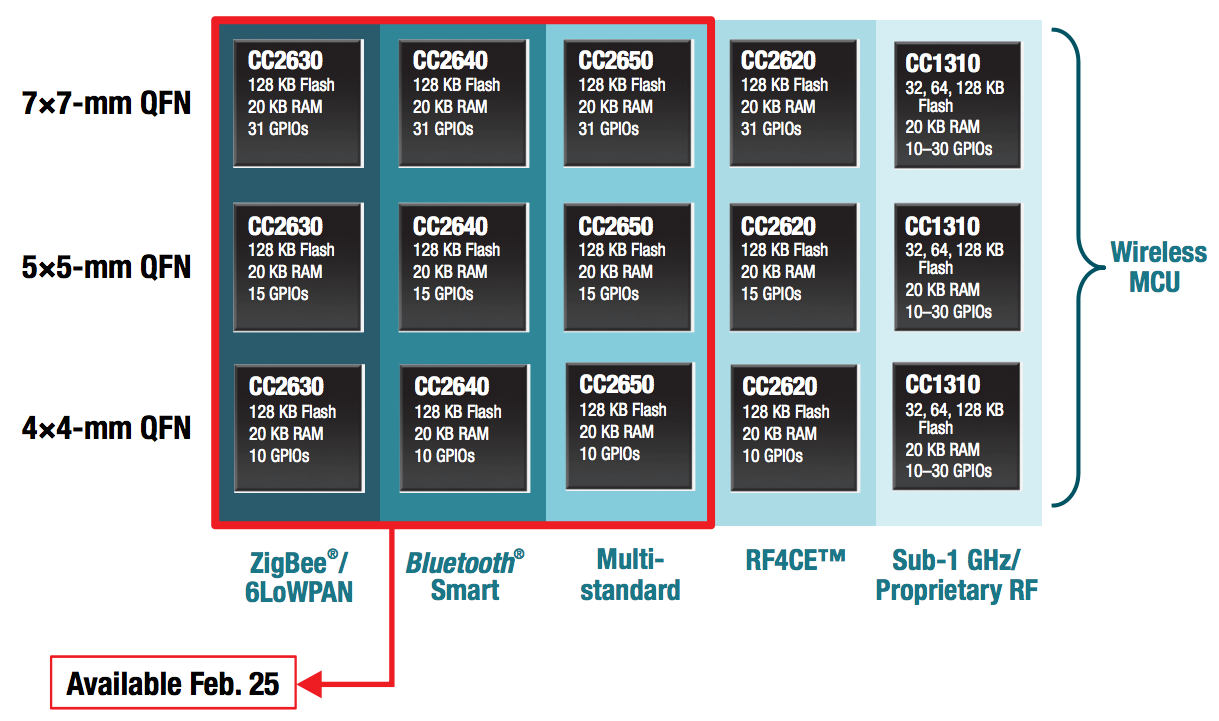 7×7-mm QFN
CC2630
128 KB Flash
20 KB RAM
31 GPIOs
CC2640
128 KB Flash
20 KB RAM
31 GPIOs
CC2650
128 KB Flash
20 KB RAM
31 GPIOs
CC2620
128 KB Flash
20 KB RAM
31 GPIOs
CC1310
32, 64, 128 KB
Flash
20 KB RAM
10–30 GPIOs
5×5-mm QFN
CC2630
128 KB Flash
20 KB RAM
15 GPIOs
CC2640
128 KB Flash
20 KB RAM
15 GPIOs
CC2650
128 KB Flash
20 KB RAM
15 GPIOs
CC2620
128 KB Flash
20 KB RAM
15 GPIOs
CC1310
32, 64, 128 KB
Flash
20 KB RAM
10–30 GPIOs
Wireless
MCU
4×4-mm QFN
CC2630
128 KB Flash
20 KB RAM
10 GPIOs
CC2640
128 KB Flash
20 KB RAM
10 GPIOs
CC2650
128 KB Flash
20 KB RAM
10 GPIOs
CC2620
128 KB Flash
20 KB RAM
10 GPIOs
CC1310
32, 64, 128 KB
Flash
20 KB RAM
10–30 GPIOs
ZigBee®/
6LoWPAN
Bluetooth®
Smart
Multi-
standard
RF4CE™
Sub-1 GHz/
Proprietary RF
Available Feb. 25